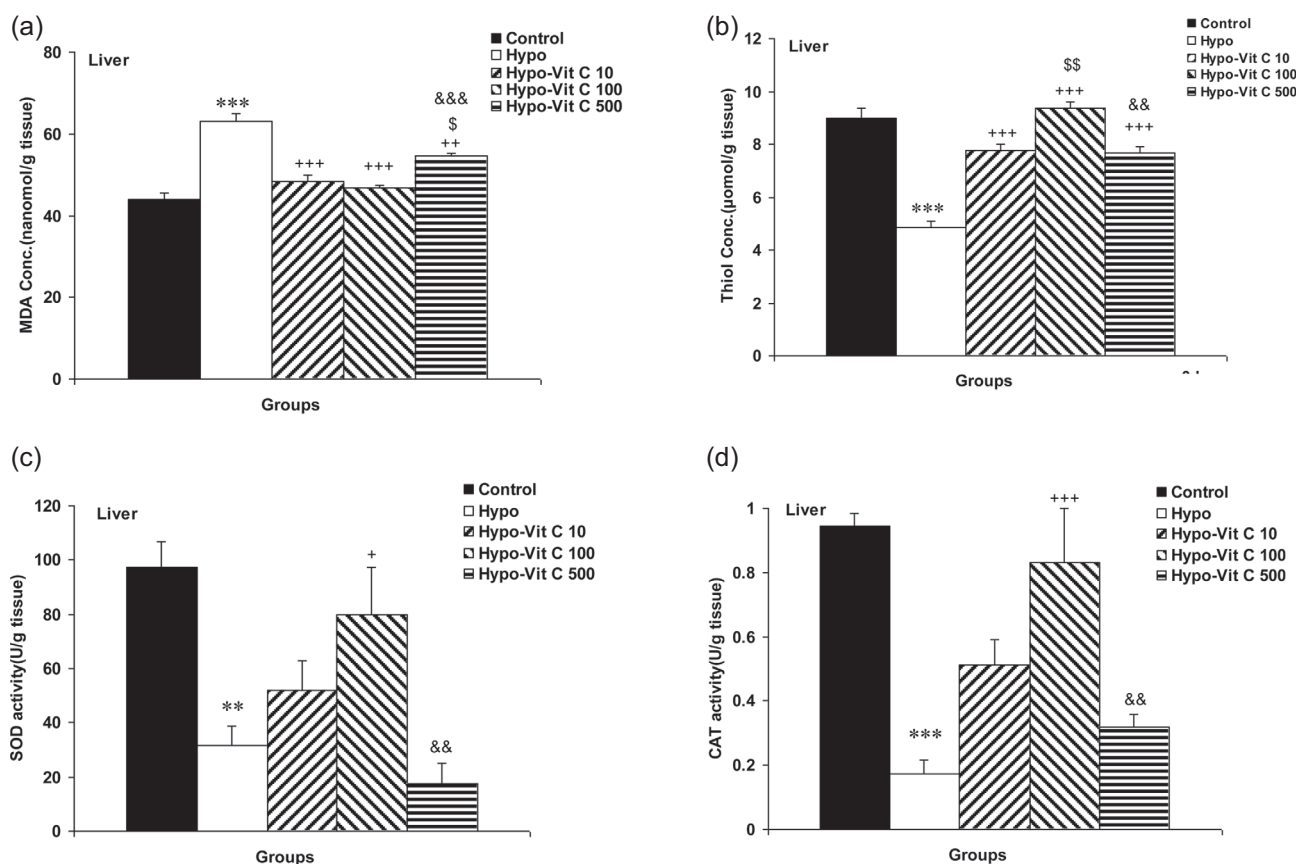 (a)
80
60
40
20
0
MDA Conc.(nanomol/g tissue)
Liver
Control
Hypo
Hypo-Vit C 10
Hypo-Vit C 100
Hypo-Vit C 500
***
+++
+++
&&&
$
++
Groups
(b)
12
10
8
6
4
2
0
Thiol Conc.(μmol/g tissue)
Liver
Control
Hypo
Hypo-Vit C 10
Hypo-Vit C 100
Hypo-Vit C 500
***
+++
$$
+++
&&
+++
Groups
(c)
120
100
80
60
40
20
0
SOD activity(U/g tissue)
Liver
Control
Hypo
Hypo-Vit C 10
Hypo-Vit C 100
Hypo-Vit C 500
**
+
&&
Groups
(d)
1
0.8
0.6
0.4
0.2
0
CAT activity(U/g tissue)
Liver
Control
Hypo
Hypo-Vit C 10
Hypo-Vit C 100
Hypo-Vit C 500
***
+++
&&
Groups